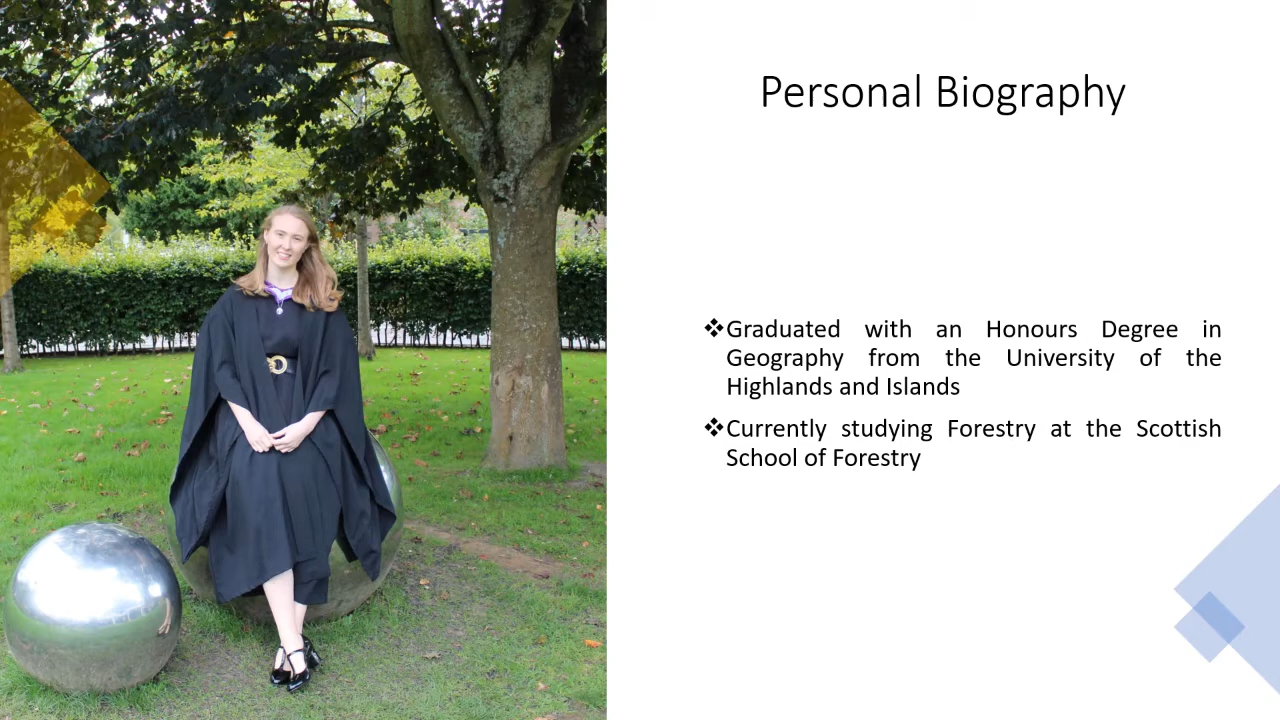 Personal Biography
❖Graduated with an Honours Degree in
Geography from the University of the
Highlands and Islands
❖Currently studying Forestry at the Scottish
School of Forestry